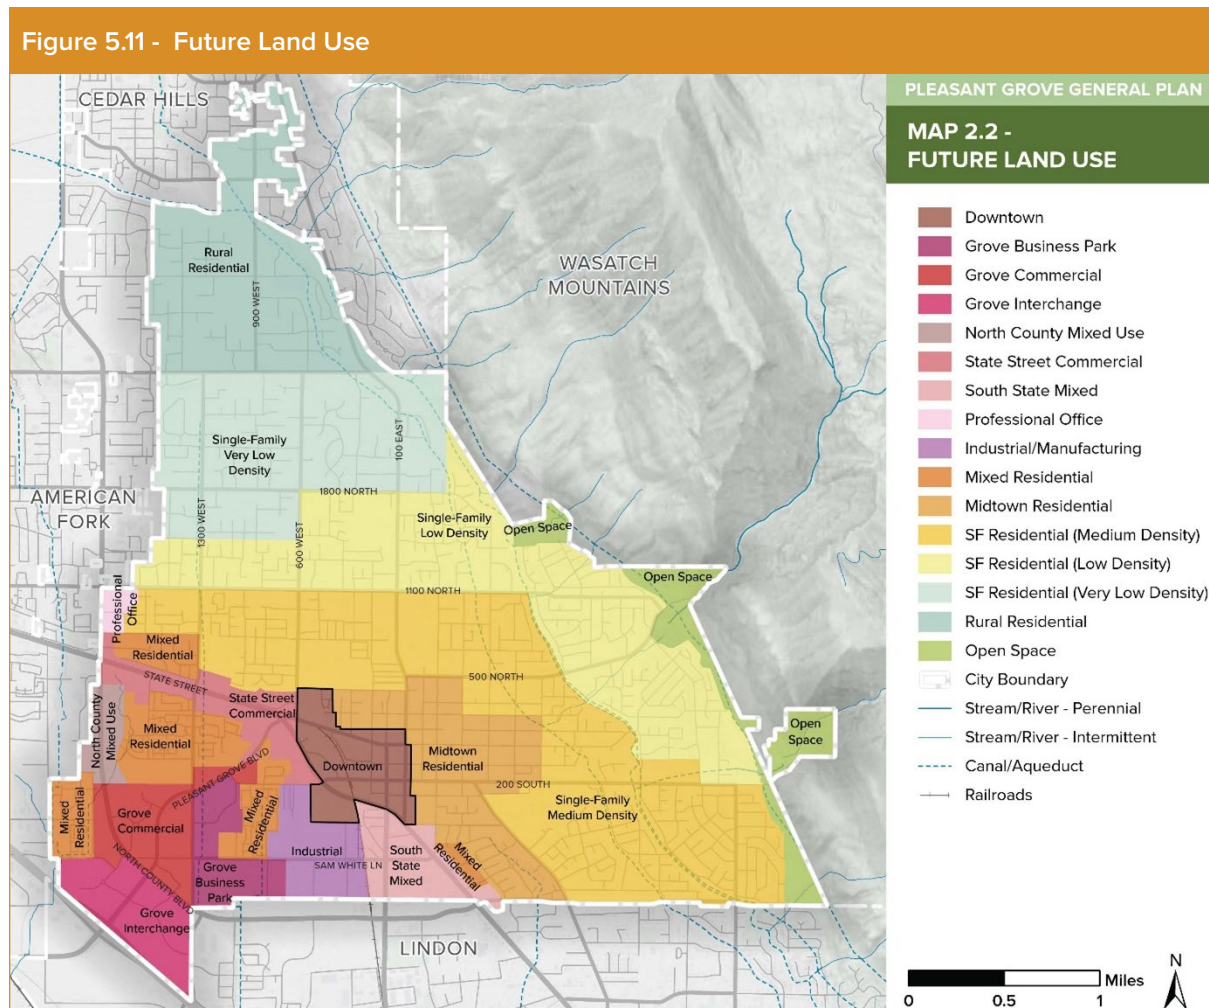 Figure 5.11 - Future Land Use
PLEASANT GROVE GENERAL PLAN
MAP 2.2 -
FUTURE LAND USE
Downtown
Grove Business Park
Grove Commercial
Grove Interchange
North County Mixed Use
State Street Commercial
South State Mixed
Professional Office
Industrial/Manufacturing
Mixed Residential
Midtown Residential
SF Residential (Medium Density)
SF Residential (Low Density)
SF Residential (Very Low Density)
Rural Residential
Open Space
City Boundary
Stream/River - Perennial
Stream/River - Intermittent
Canal/Aqueduct
Railroads
N
Miles
0
0.5
1
CEDAR HILLS
WASATCH
MOUNTAINS
Rural
Residential
900 WEST
Single-Family
Very Low
Density
100 EAST
AMERICAN
FORK
1800 NORTH
1300 WEST
600 WEST
Single-Family
Low Density
Open Space
Open Space
1100 NORTH
Professional
Office
Mixed
Residential
STATE STREET
500 NORTH
State Street
Commercial
North County
Mixed Use
Mixed
Residential
Open
Space
Downtown
Midtown
Residential
PLEASANT GROVE BLVD
200 SOUTH
Mixed
Residential
Grove
Commercial
Mixed
Residential
Single-Family
Medium Density
Industrial
SAM WHITE LN
South
State
Mixed
Mixed
Residential
NORTH COUNTY BLVD
Grove
Business
Park
Grove
Interchange
LINDON